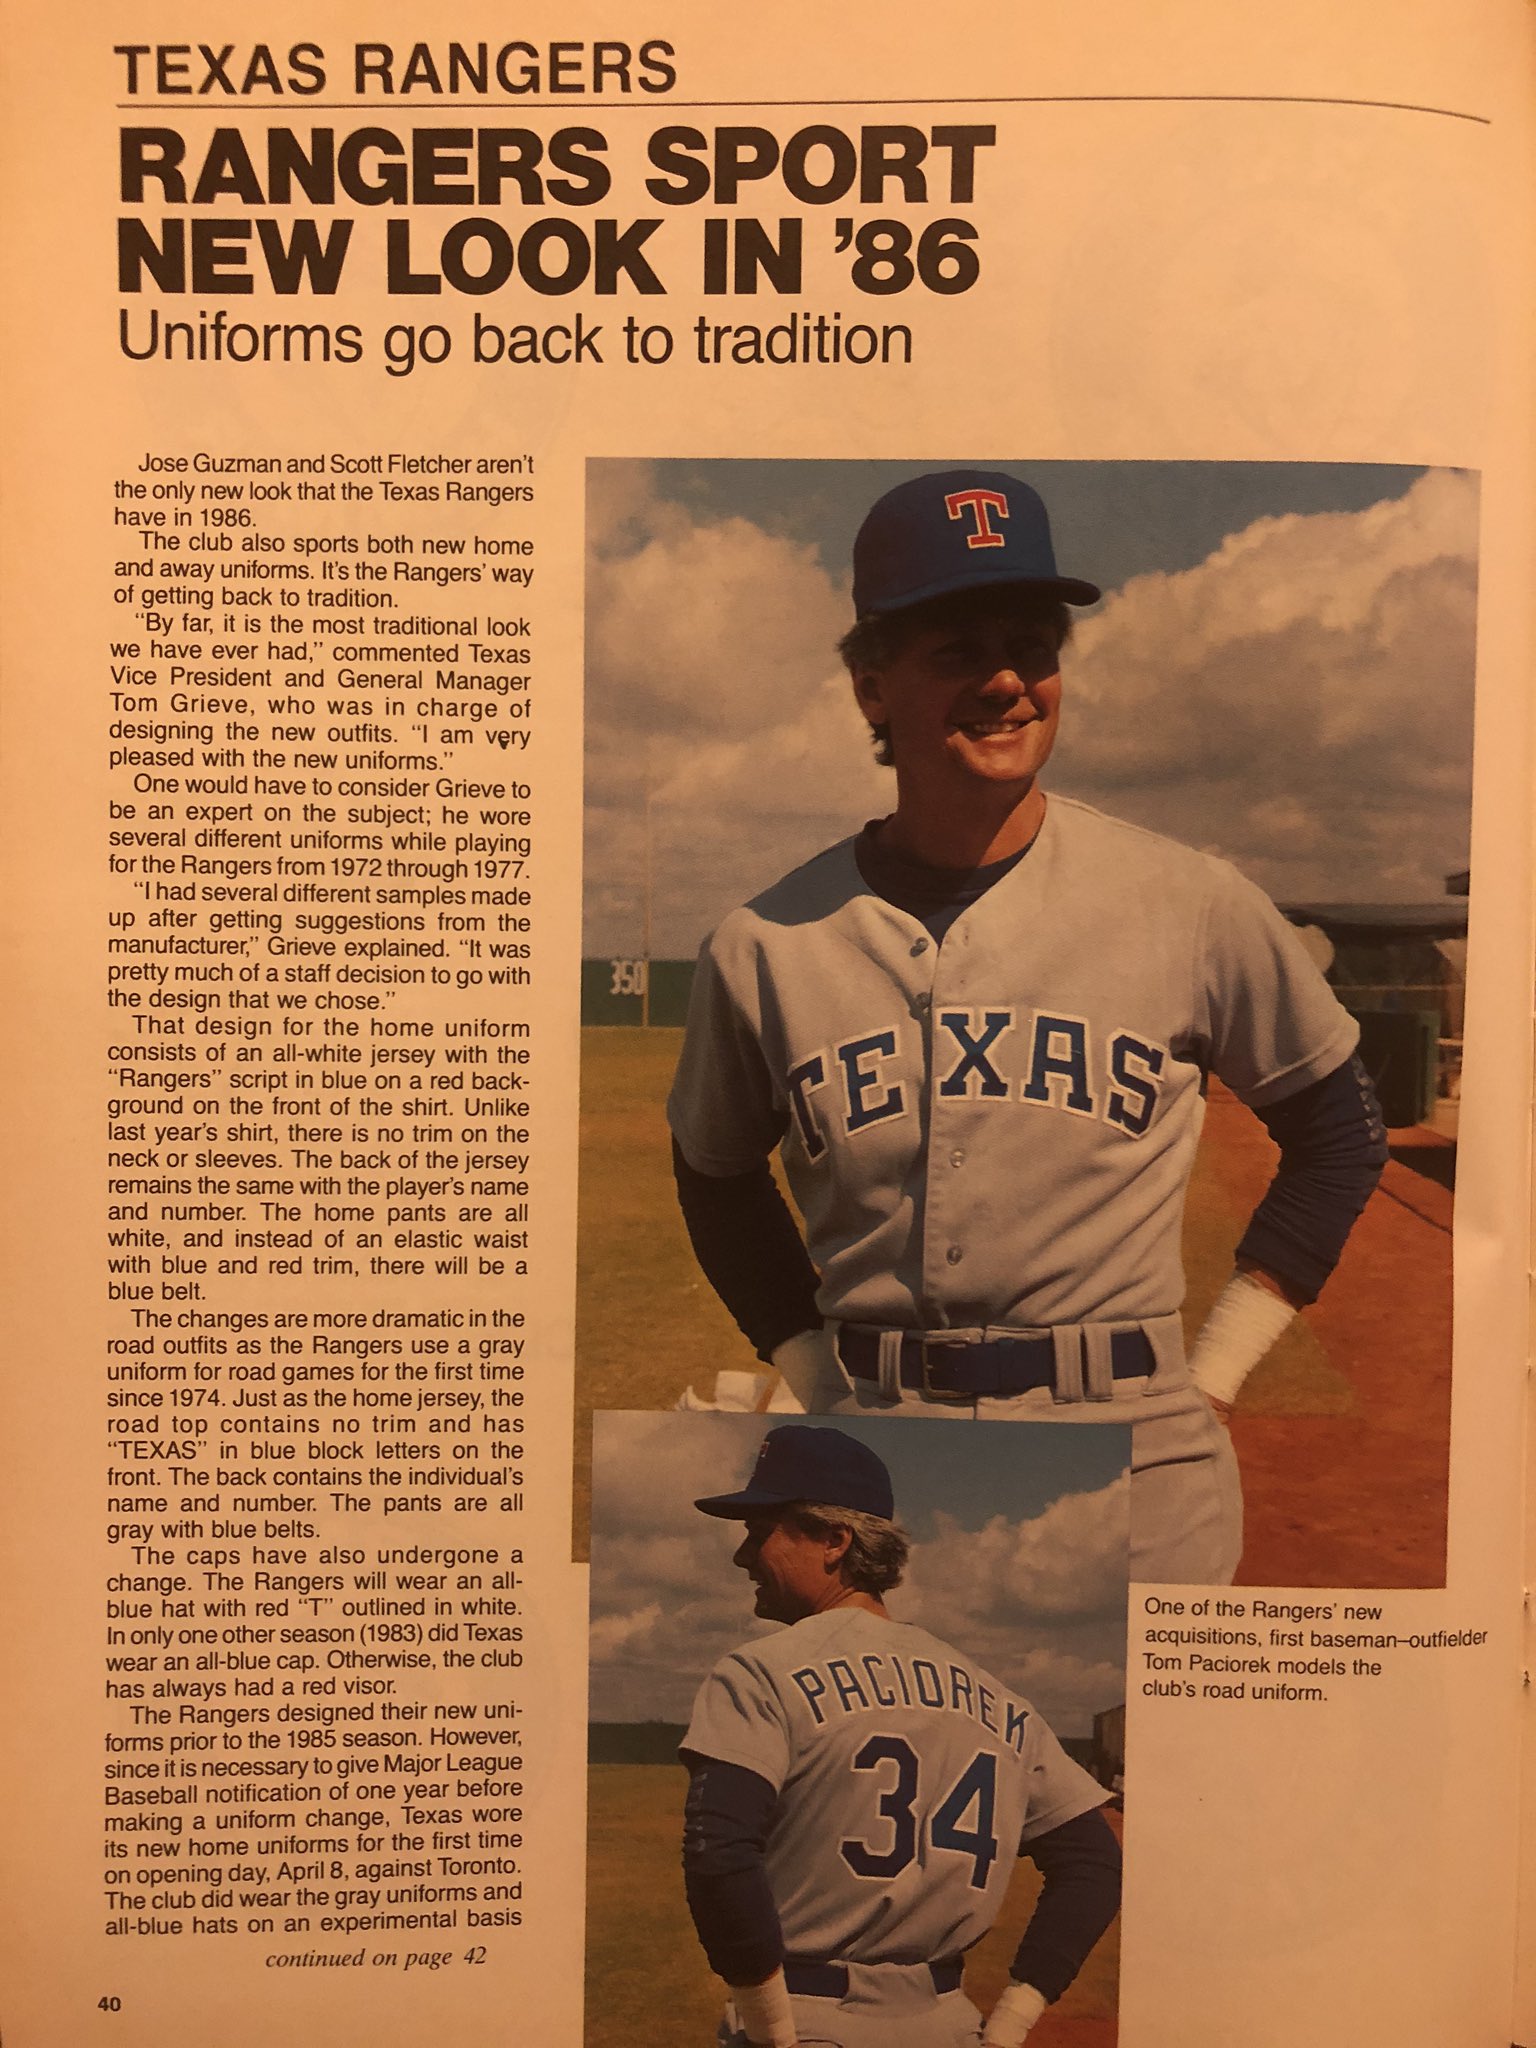 TEXAS RANGERS
RANGERS SPORT
NEW LOOK IN ’86
Uniforms go back to tradition
Jose Guzman and Scott Fletcher aren’t
the only new look that the Texas Rangers
have in 1986.
The club also sports both new home
and away uniforms. It’s the Rangers’ way
of getting back to tradition.
“By far, it is the most traditional look
we have ever had,” commented Texas
Vice President and General Manager
Tom Grieve, who was in charge of
designing the new outfits. “I am very
pleased with the new uniforms.”
One would have to consider Grieve to
be an expert on the subject; he wore
several different uniforms while playing
for the Rangers from 1972 through 1977.
“I had several different samples made
up after getting suggestions from the
manufacturer,” Grieve explained. “It was
pretty much of a staff decision to go with
the design that we chose.”
That design for the home uniform
consists of an all-white jersey with the
“Rangers” script in blue on a red back-
ground on the front of the shirt. Unlike
last year’s shirt, there is no trim on the
neck or sleeves. The back of the jersey
remains the same with the player’s name
and number. The home pants are all
white, and instead of an elastic waist
with blue and red trim, there will be a
blue belt.
The changes are more dramatic in the
road outfits as the Rangers use a gray
uniform for road games for the first time
since 1974. Just as the home jersey, the
road top contains no trim and has
“TEXAS” in blue block letters on the
front. The back contains the individual’s
name and number. The pants are all
gray with blue belts.
The caps have also undergone a
change. The Rangers will wear an all-
blue hat with red “T” outlined in white.
In only one other season (1983) did Texas
wear an all-blue cap. Otherwise, the club
has always had a red visor.
The Rangers designed their new uni-
forms prior to the 1985 season. However,
since it is necessary to give Major League
Baseball notification of one year before
making a uniform change, Texas wore
its new home uniforms for the first time
on opening day, April 8, against Toronto.
The club did wear the gray uniforms and
all-blue hats on an experimental basis
continued on page 42
40
T
350
TEXAS
PACIOREK
34
One of the Rangers’ new
acquisitions, first baseman–outfielder
Tom Paciorek models the
club’s road uniform.